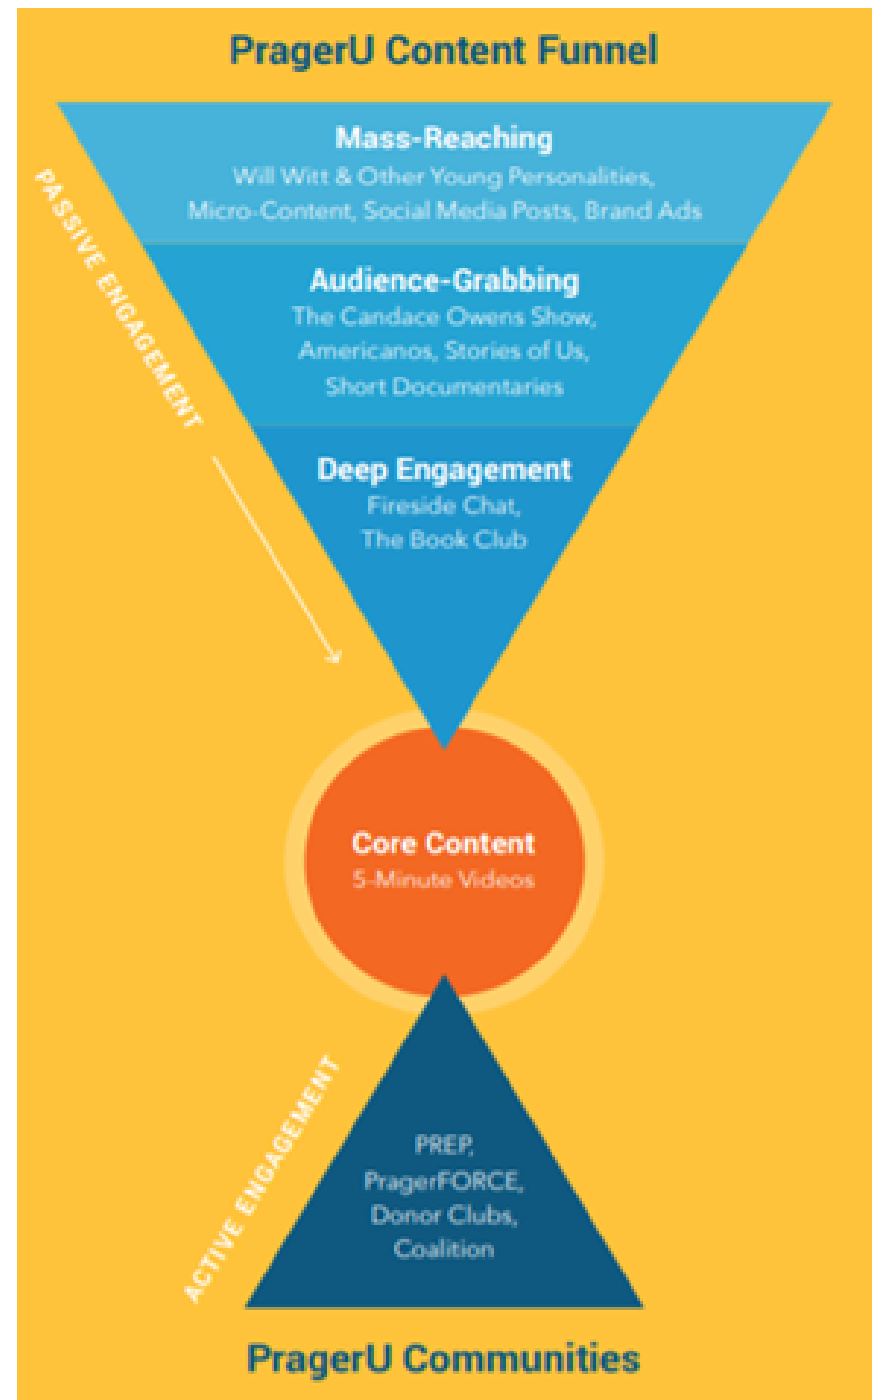 PragerU Content Funnel
Mass-Reaching
Will Witt & Other Young Personalities,
Micro-Content, Social Media Posts, Brand Ads
PASSIVE ENGAGEMENT
Audience-Grabbing
The Candace Owens Show,
Americanos, Stories of Us,
Short Documentaries
Deep Engagement
Fireside Chat,
The Book Club
Core Content
5-Minute Videos
ACTIVE ENGAGEMENT
PREP,
PragerFORCE,
Donor Clubs,
Coalition
PragerU Communities